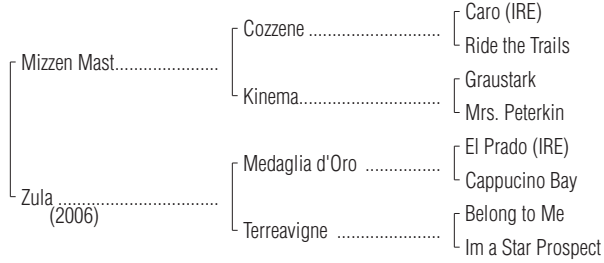 Caro (IRE)
Cozzene ........................
Ride the Trails
Mizzen Mast...................
Graustark
Kinema..........................
Mrs. Peterkin
El Prado (IRE)
Medaglia d'Oro ..............
Cappucino Bay
Zula ................................
(2006)
Belong to Me
Terreavigne ...................
Im a Star Prospect